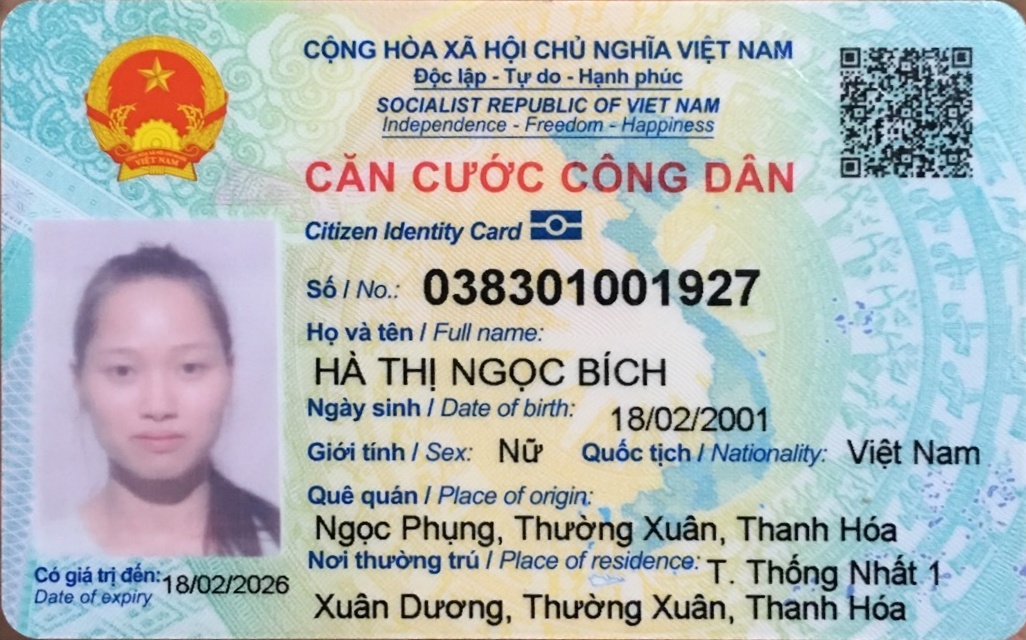 CỘNG HÒA XÃ HỘI CHỦ NGHĨA VIỆT NAM
Độc lập - Tự do - Hạnh phúc
SOCIALIST REPUBLIC OF VIET NAM
Independence - Freedom - Happiness
CĂN CƯỚC CÔNG DÂN
Citizen Identity Card
Số / No.: 038301001927
Họ và tên / Full name:
HÀ THỊ NGỌC BÍCH
Ngày sinh / Date of birth: 18/02/2001
Giới tính / Sex: Nữ Quốc tịch / Nationality: Việt Nam
Quê quán / Place of origin:
Ngọc Phụng, Thường Xuân, Thanh Hóa
Nơi thường trú / Place of residence: T. Thống Nhất 1
Xuân Dương, Thường Xuân, Thanh Hóa
Có giá trị đến: 18/02/2026
Date of expiry
VIỆT NAM